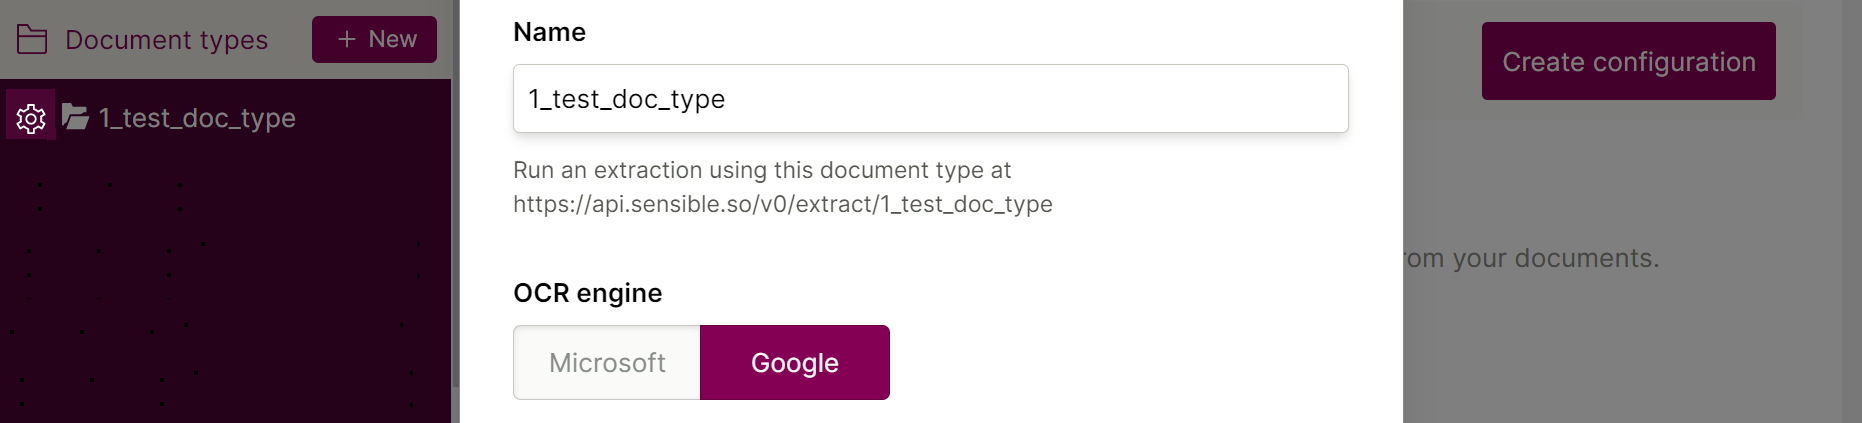 Document types
+ New
1_test_doc_type
Name
1_test_doc_type
Run an extraction using this document type at
https://api.sensible.so/v0/extract/1_test_doc_type
OCR engine
Microsoft
Google
Create configuration
your documents.